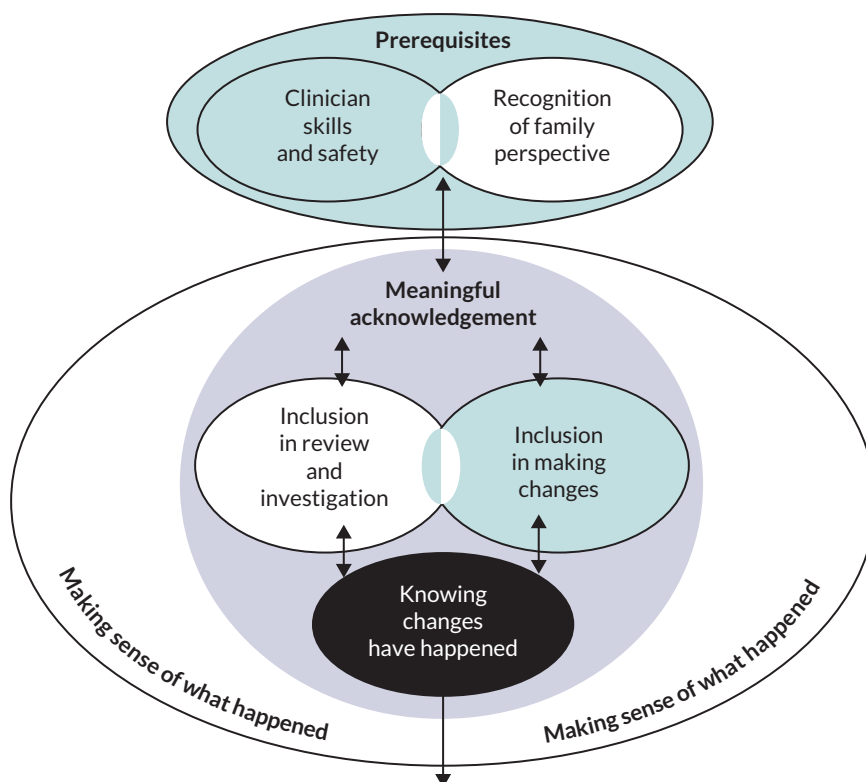 Prerequisites
Clinician
skills
and safety
Recognition
of family
perspective
Meaningful
acknowledgement
Inclusion
in review
and
investigation
Inclusion
in making
changes
Knowing
changes
have happened
Making sense of what happened
Making sense of what happened